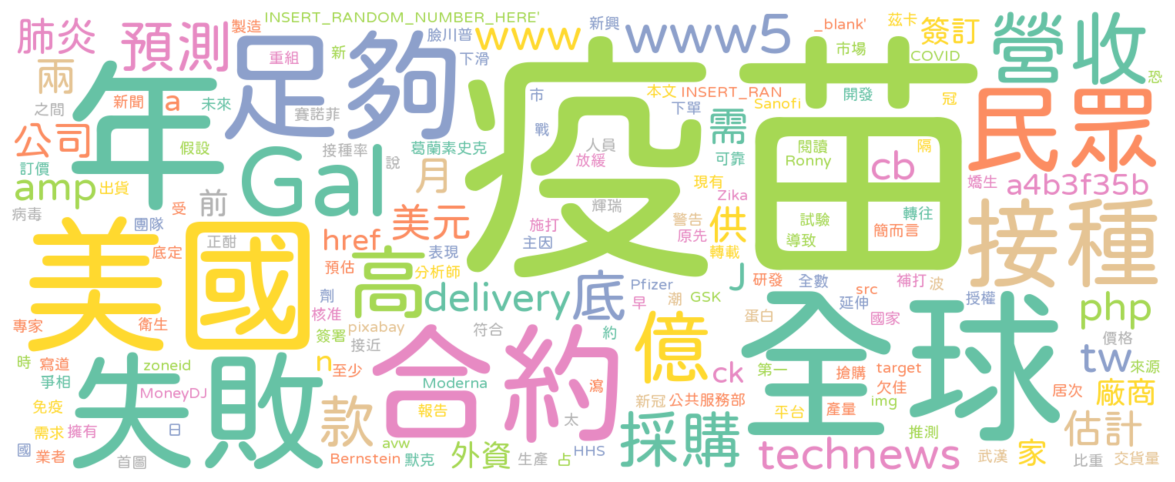 INSERT_RANDOM_NUMBER_HERE'
肺炎
預測
製造
重組
新
臉川普
下滑
www
新興
www5
_blank'
茲卡
簽訂
營收
市場
COVID
恐
兩
年
足夠
疫苗
本文
INSERT_RAN
Sanofi
下單
開發
冠
民眾
之間
新聞
a
未來
賽諾菲
市
戰
需
公司
假設
Gal
接種率
說
葛蘭素史克
人員
放緩
可靠
閱讀
Ronny
cb
隔
訂價
amp
出貨
月
現有
Zika
嬌生
a4b3f35b
病毒
受
前
輝瑞
試驗
轉往
團隊
美元
施打
原先
警告
供
導致
簡而言
接種
美國
正酣
底定
href
表現
主因
轉載
預估
高
分析師
J
研發
全數
補打
波
專家
衛生
劑
核准
delivery
底
Pfizer
早
潮
GSK
src
延伸
授權
全球
php
簽署
pixabay
接近
符合
約
億
蛋白
國家
價格
時
寫道
爭相
失敗
zoneid
n
至少
合約
瀉
ck
第一
搶購
target
欠佳
tw
來源
MoneyDJ
Moderna
新冠
公共服務部
img
居次
廠商
免疫
款
報告
太
採購
平台
產量
估計
需求
擁有
日
avw
推測
國
業者
首圖
Bernstein
默克
外資
生產
占
HHS
technews
武漢
家
比重
交貨量